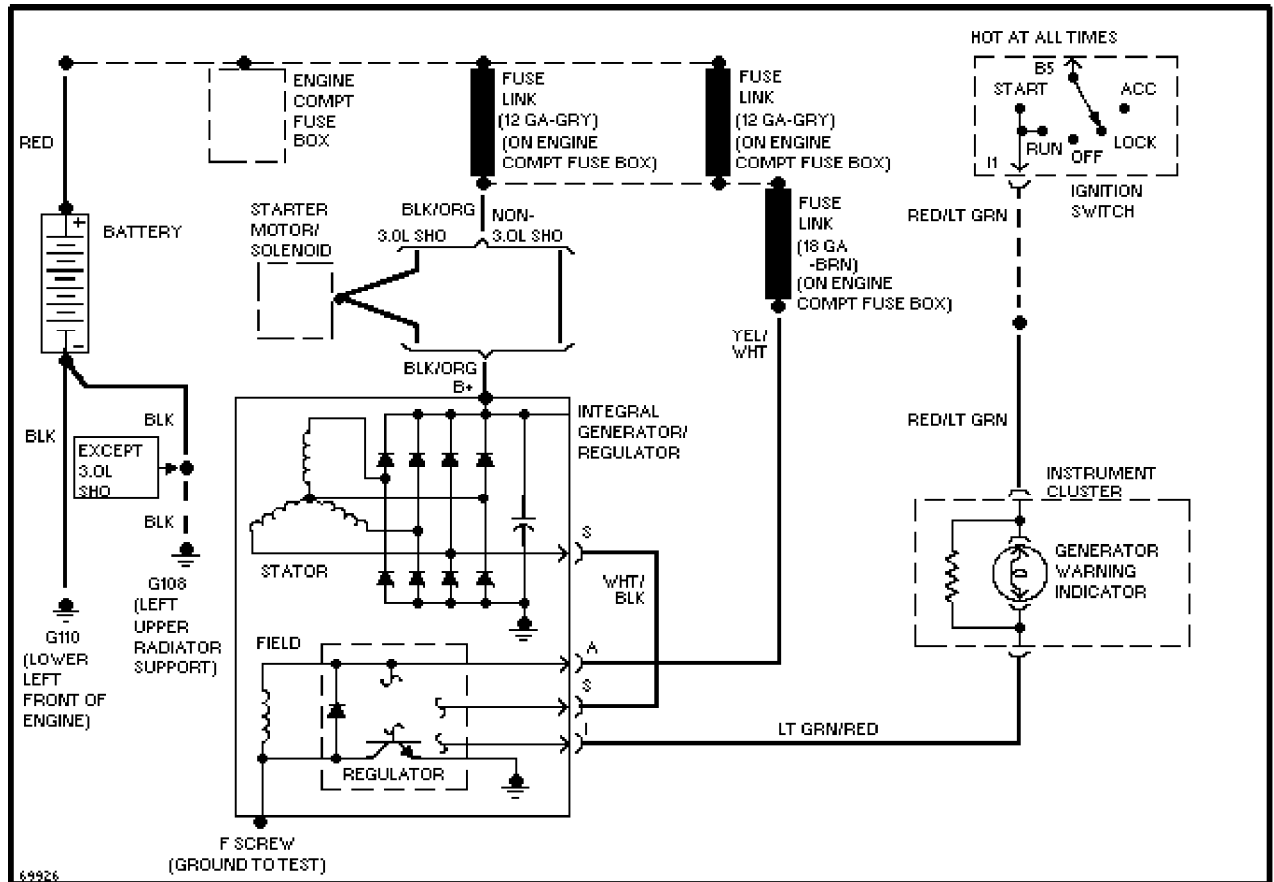 HOT AT ALL TIMES
B5
START
ACC
RUN
OFF
LOCK
I1
IGNITION
SWITCH
RED
ENGINE
COMPT
FUSE
BOX
FUSE
LINK
(12 GA-GRY)
(ON ENGINE
COMPT FUSE BOX)
FUSE
LINK
(12 GA-GRY)
(ON ENGINE
COMPT FUSE BOX)
FUSE
LINK
(18 GA
-BRN)
(ON ENGINE
COMPT FUSE BOX)
RED/LT GRN
+
BATTERY
-
STARTER
MOTOR/
SOLENOID
BLK/ORG
NON-
3.0L SHO
3.0L SHO
YEL/
WHT
BLK/ORG
B+
BLK
BLK
EXCEPT
3.0L
SHO
BLK
G108
(LEFT
UPPER
RADIATOR
SUPPORT)
G110
(LOWER
LEFT
FRONT OF
ENGINE)
INTEGRAL
GENERATOR/
REGULATOR
RED/LT GRN
INSTRUMENT
CLUSTER
GENERATOR
WARNING
INDICATOR
STATOR
S
WHT/
BLK
FIELD
A
S
I
LT GRN/RED
REGULATOR
F SCREW
(GROUND TO TEST)
69926